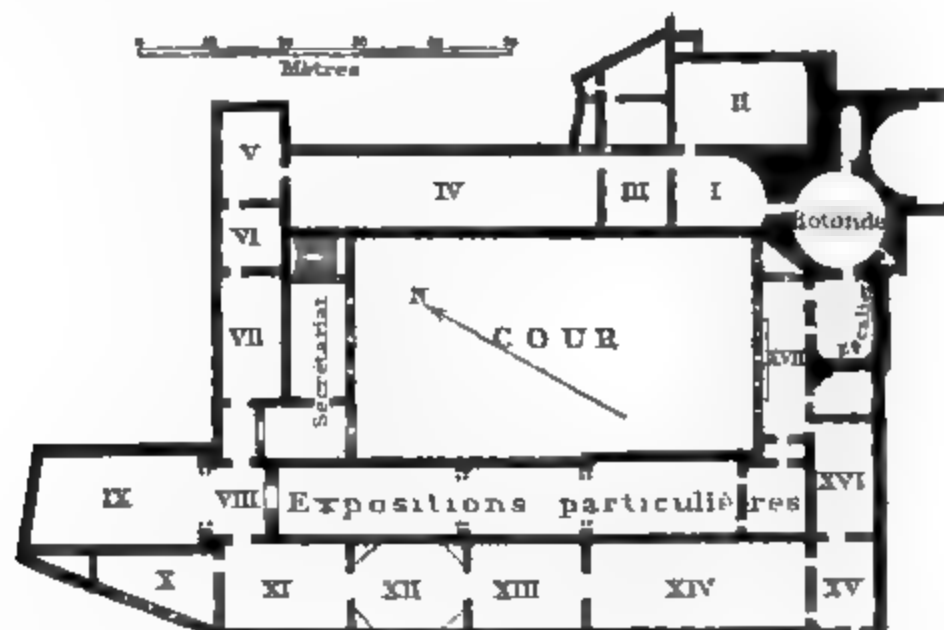 Mètres
II
V
IV
III
I
Rotonde
VI
N
VII
COUR
Secrétariat
XVII
Escalier
IX
VIII
Expositions particulières
XVI
X
XI
XII
XIII
XIV
XV